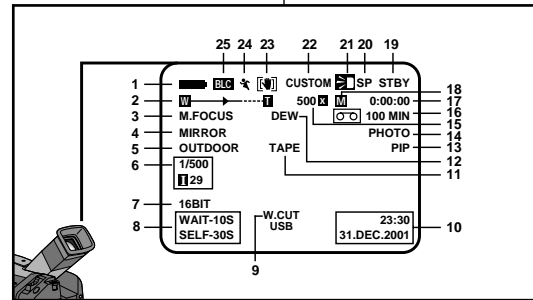 25 24 23 22 21 20 19
1 BLC CUSTOM SP STBY
18
2 W T 500 X M 0:00:00 17
3 M.FOCUS DEW 100 MIN 16
15
4 MIRROR PHOTO 14
5 OUTDOOR TAPE PIP 13
6 1/500 12
I 29 11
7 16BIT
8 WAIT-10S W.CUT 23:30
SELF-30S USB 31.DEC.2001 10
9